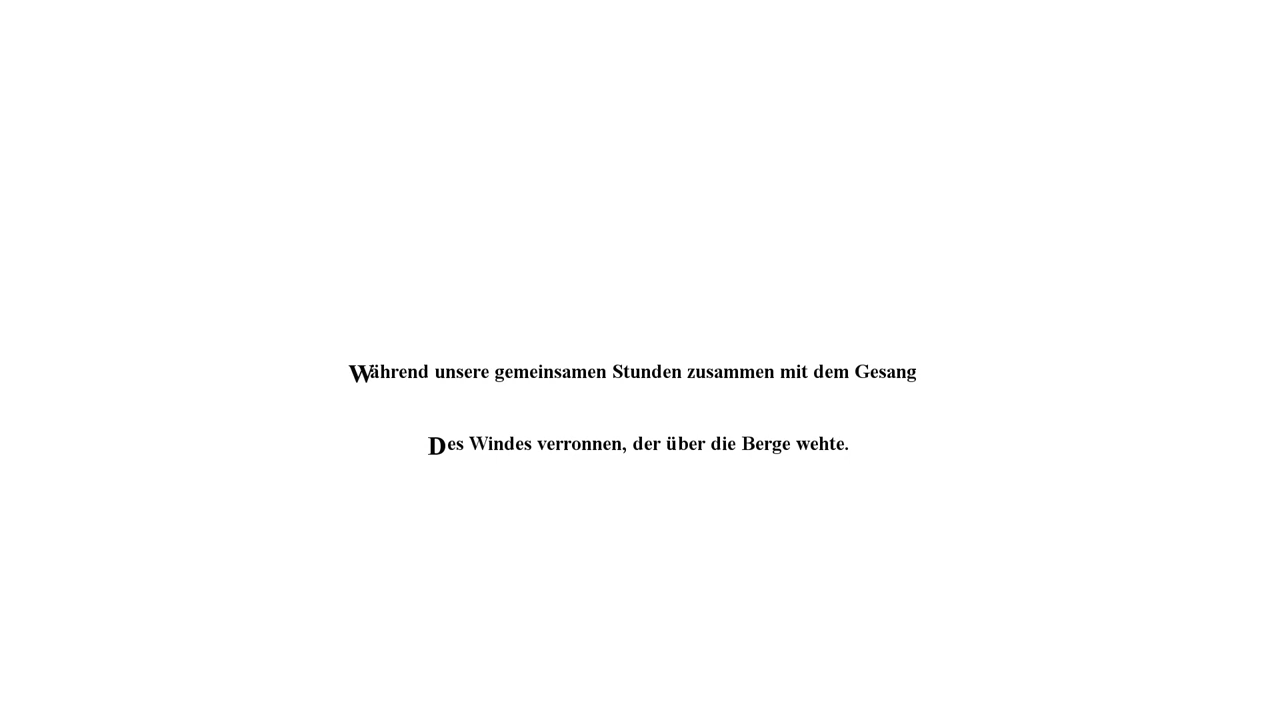 Während unsere gemeinsamen Stunden zusammen mit dem Gesang
Des Windes verronnen, der über die Berge wehte.